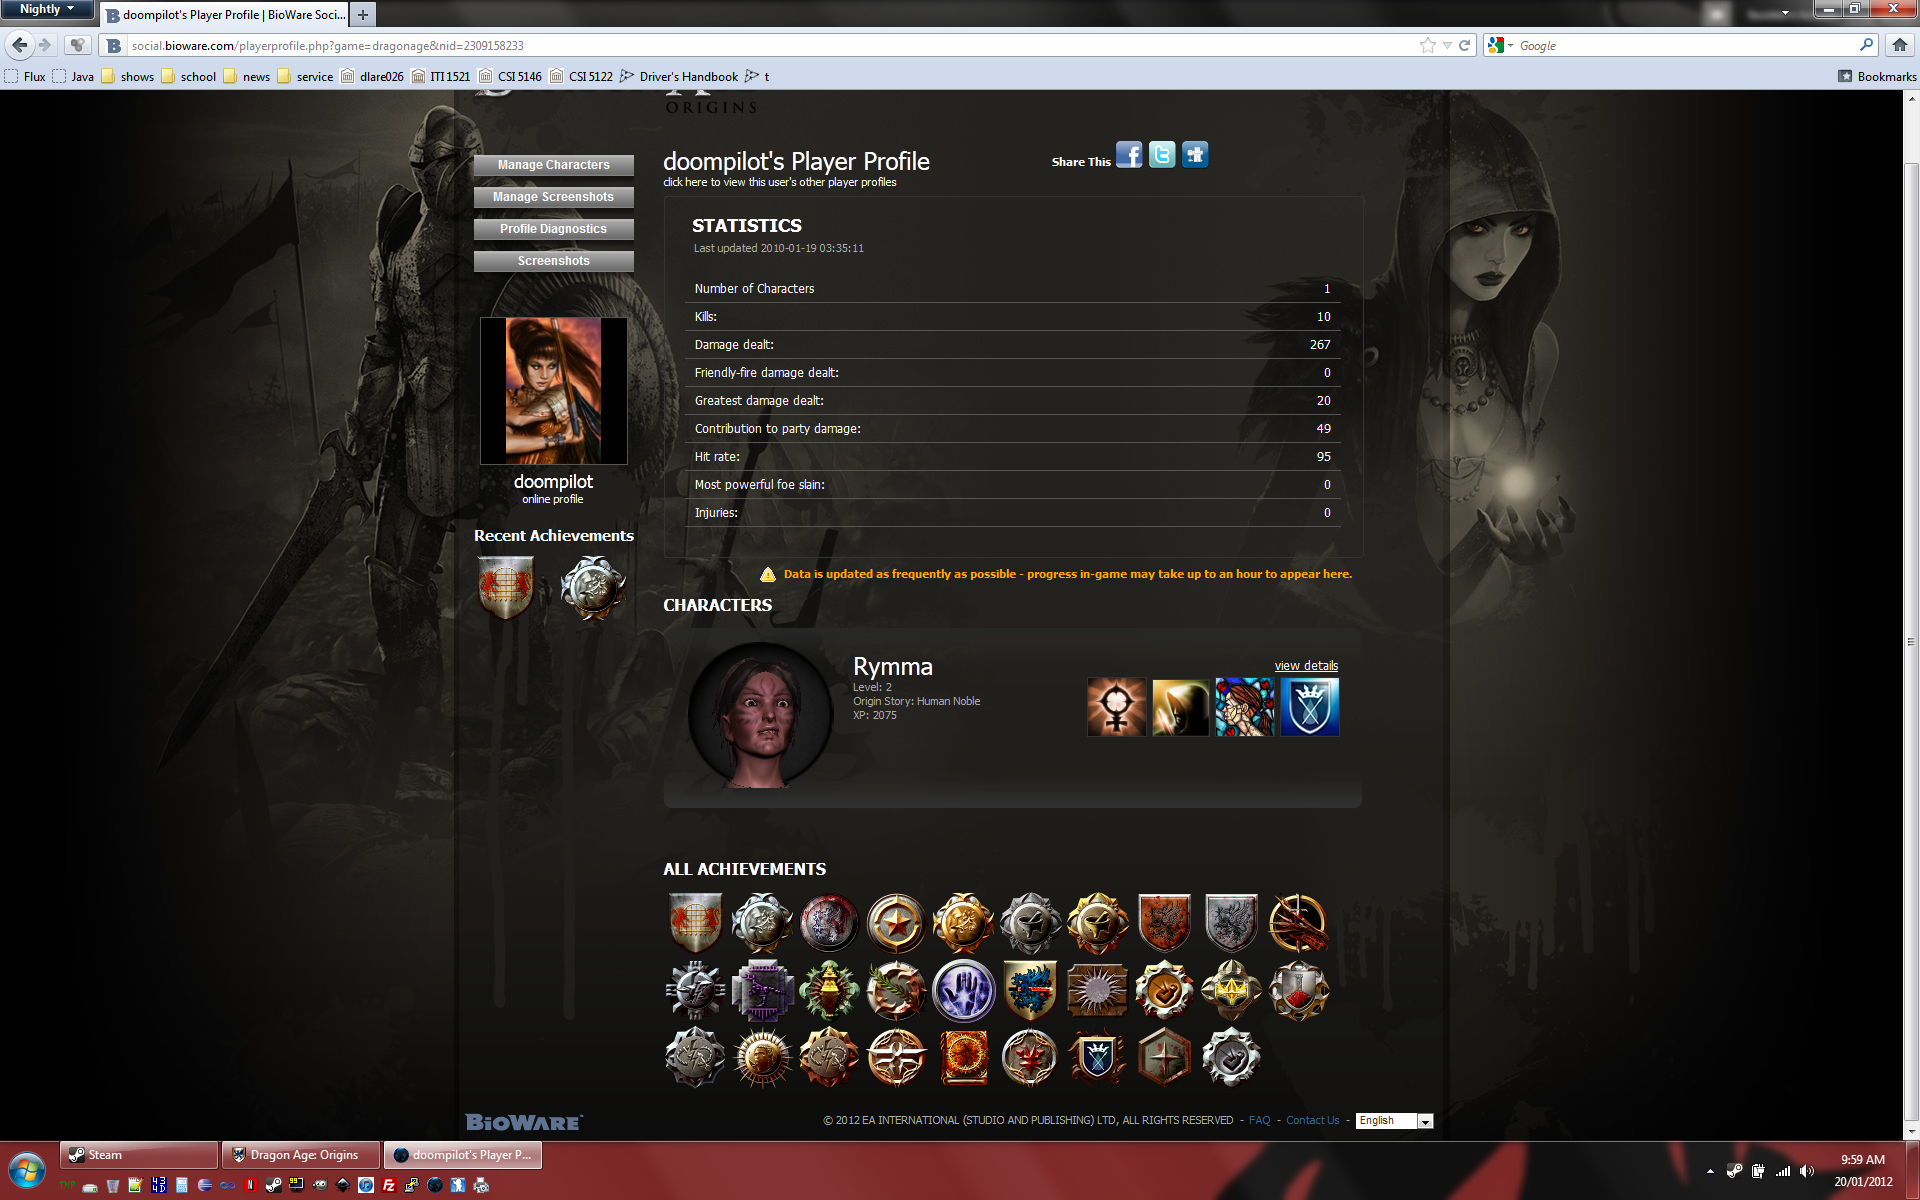 Nightly
doompilot's Player Profile | BioWare Soci...
social.bioware.com/playerprofile.php?game=dragonage&nid=2309158233
Google
Flux Java shows school news service dlare026 ITI1521 CSI 5146 CSI 5122 Driver's Handbook t
Bookmarks
ORIGINS
Manage Characters
Manage Screenshots
Profile Diagnostics
Screenshots
doompilot
online profile
Recent Achievements
doompilot's Player Profile
click here to view this user's other player profiles
Share This
STATISTICS
Last updated 2010-01-19 03:35:11
Number of Characters 1
Kills: 10
Damage dealt: 267
Friendly-fire damage dealt: 0
Greatest damage dealt: 20
Contribution to party damage: 49
Hit rate: 95
Most powerful foe slain: 0
Injuries: 0
Data is updated as frequently as possible - progress in-game may take up to an hour to appear here.
CHARACTERS
Rymma
Level: 2
Origin Story: Human Noble
XP: 2075
view details
ALL ACHIEVEMENTS
BIOWARE
© 2012 EA INTERNATIONAL (STUDIO AND PUBLISHING) LTD, ALL RIGHTS RESERVED - FAQ - Contact Us -
English
Steam
Dragon Age: Origins
doompilot's Player P...
9:59 AM
20/01/2012